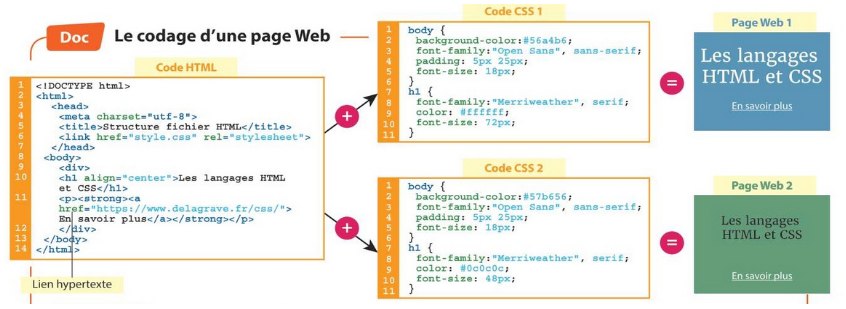 Doc
Le codage d'une page Web
Code HTML
1 <!DOCTYPE html>
2 <html>
3 <head>
4 <meta charset="utf-8">
5 <title>Structure fichier HTML</title>
6 <link href="style.css" rel="stylesheet">
7 </head>
8 <body>
9 <div>
10 <h1 align="center">Les langages HTML
et CSS</h1>
11 <p><strong><a
href="https://www.delagrave.fr/css/">
En savoir plus</a></strong></p>
12 </div>
13 </body>
14 </html>
Lien hypertexte
+
Code CSS 1
1 body {
2 background-color:#56a4b6;
3 font-family:"Open Sans", sans-serif;
4 padding: 5px 25px;
5 font-size: 18px;
6 }
7 h1 {
8 font-family:"Merriweather", serif;
9 color: #ffffff;
10 font-size: 72px;
11 }
=
Page Web 1
Les langages
HTML et CSS
En savoir plus
+
Code CSS 2
1 body {
2 background-color:#57b656;
3 font-family:"Open Sans", sans-serif;
4 padding: 5px 25px;
5 font-size: 18px;
6 }
7 h1 {
8 font-family:"Merriweather", serif;
9 color: #0c0c0c;
10 font-size: 48px;
11 }
=
Page Web 2
Les langages
HTML et CSS
En savoir plus